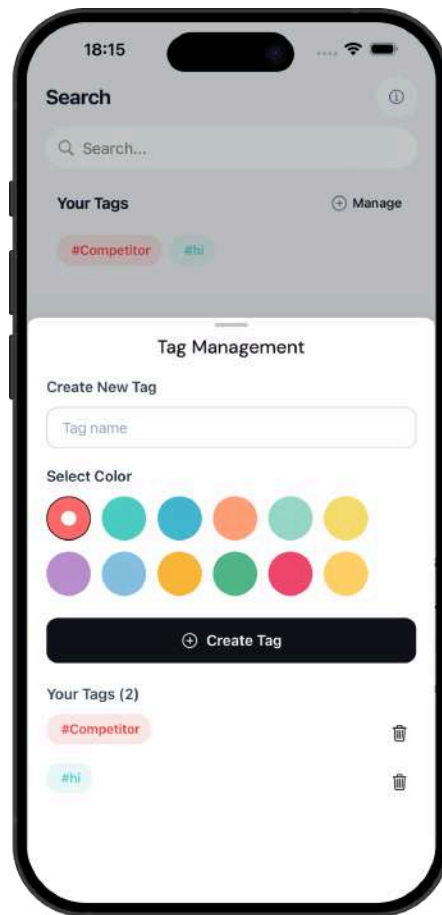 18:15
Search
Search...
Your Tags
Manage
#Competitor #hi
Tag Management
Create New Tag
Tag name
Select Color
Create Tag
Your Tags (2)
#Competitor
#hi